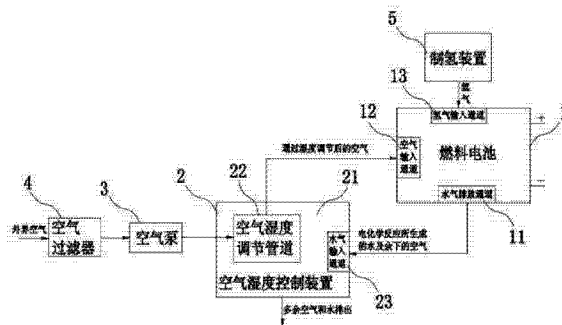 5
制氢装置
13
氢
气
12
氢气输入通道
1
空气
输入
通道
燃料电池
+
-
通过湿度调节后的空气
水气排放通道
11
22
2
21
4
3
外界空气
空气
过滤器
空气泵
空气湿度
调节管道
水气
输入
通道
电化学反应所生成
的水及余下的空气
空气湿度控制装置
23
多余空气和水排出